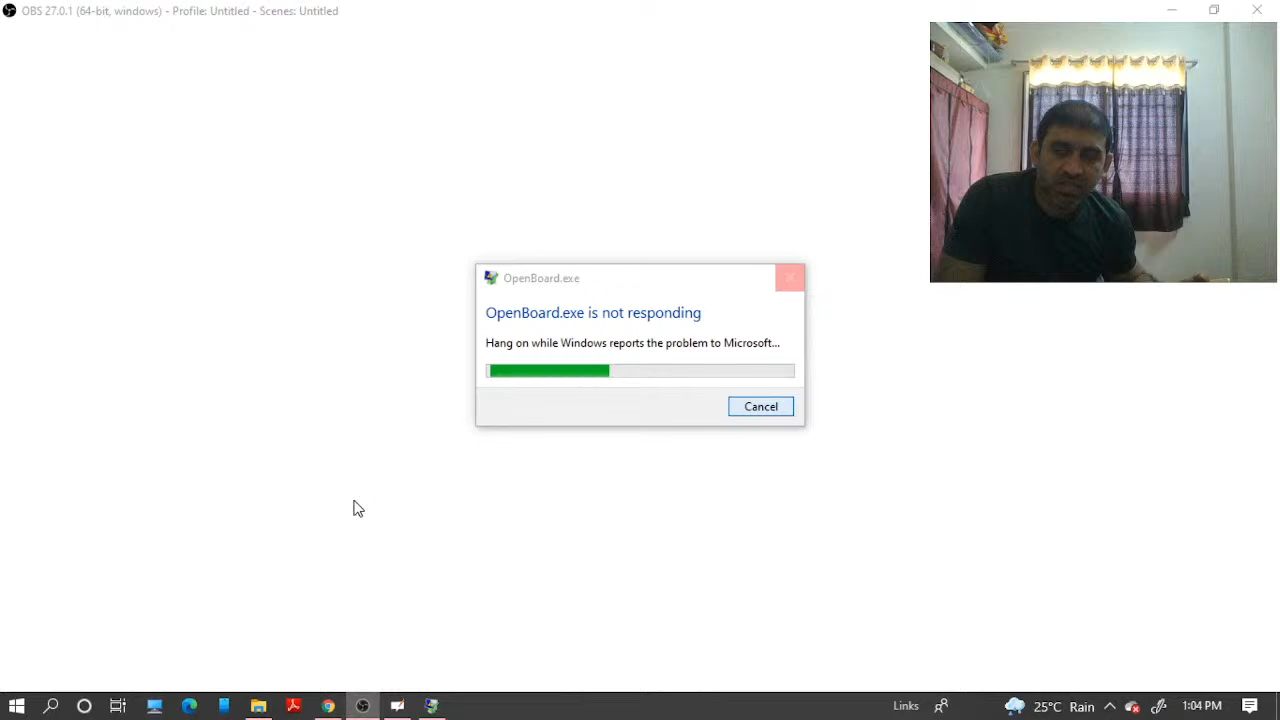 OBS 27.0.1 (64-bit, windows) - Profile: Untitled - Scenes: Untitled
OpenBoard.exe
OpenBoard.exe is not responding
Hang on while Windows reports the problem to Microsoft...
Cancel
Links
25°C Rain
1:04 PM